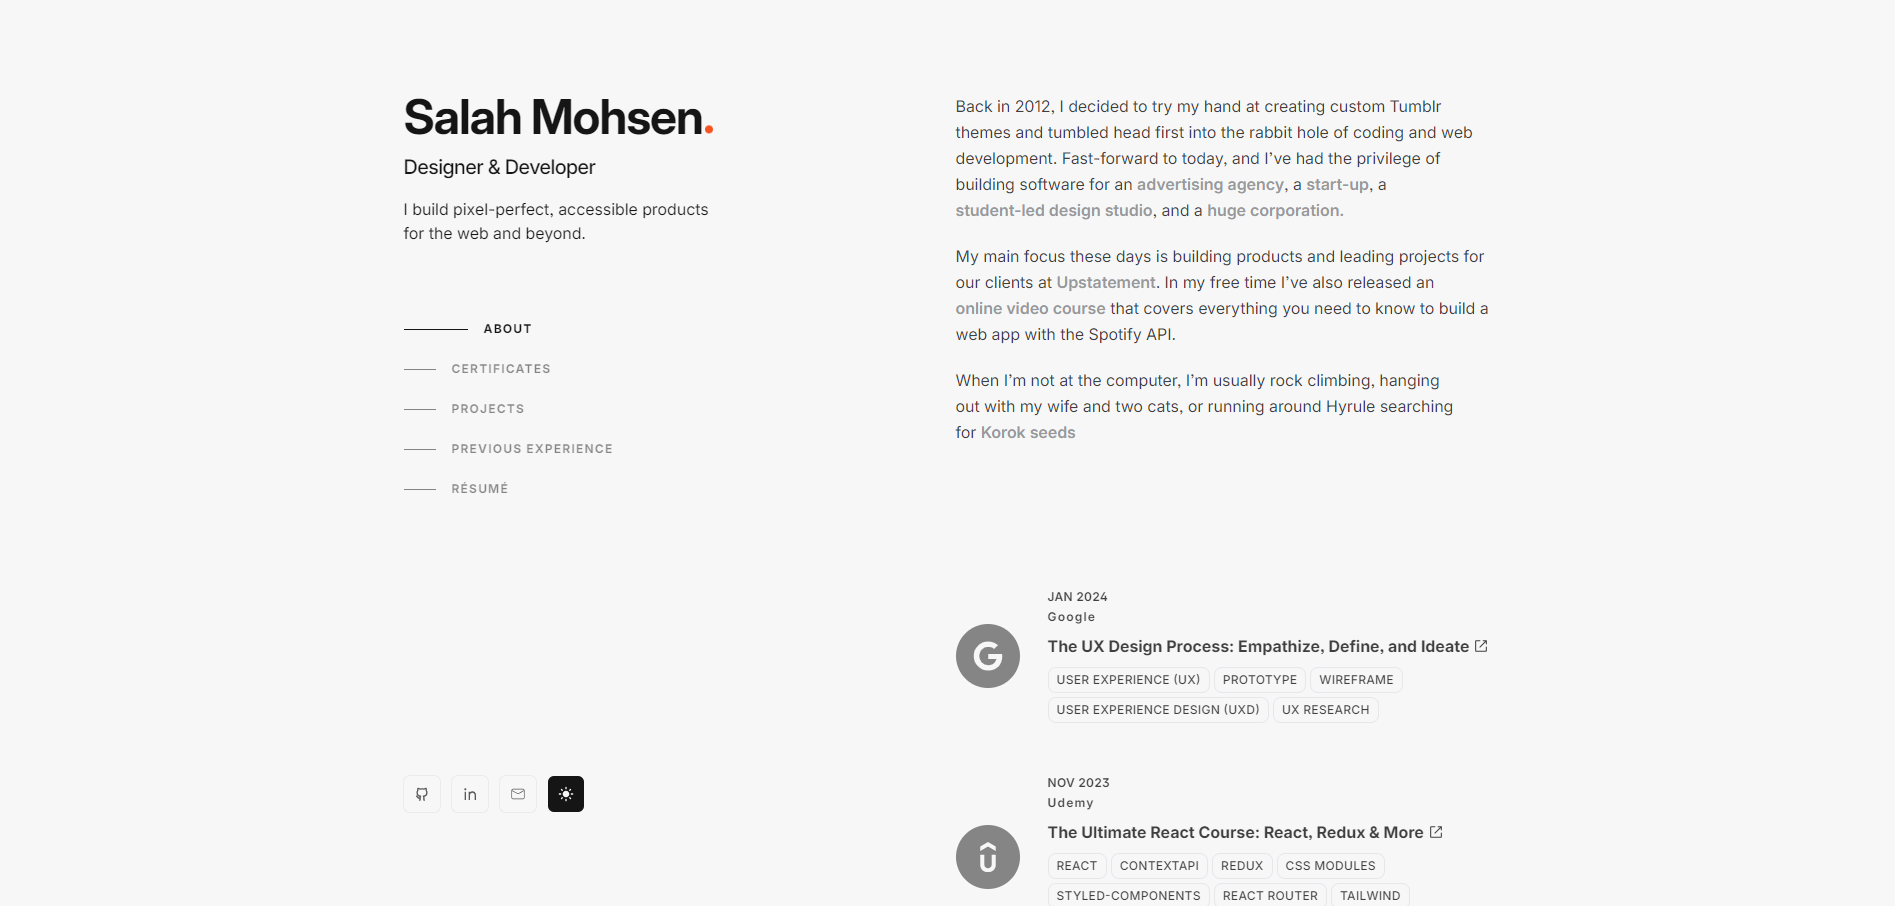 Salah Mohsen.
Designer & Developer
I build pixel-perfect, accessible products
for the web and beyond.
ABOUT
CERTIFICATES
PROJECTS
PREVIOUS EXPERIENCE
RÉSUMÉ
Back in 2012, I decided to try my hand at creating custom Tumblr
themes and tumbled head first into the rabbit hole of coding and web
development. Fast-forward to today, and I’ve had the privilege of
building software for an advertising agency, a start-up, a
student-led design studio, and a huge corporation.
My main focus these days is building products and leading projects for
our clients at Upstatement. In my free time I’ve also released an
online video course that covers everything you need to know to build a
web app with the Spotify API.
When I’m not at the computer, I’m usually rock climbing, hanging
out with my wife and two cats, or running around Hyrule searching
for Korok seeds
JAN 2024
Google
The UX Design Process: Empathize, Define, and Ideate
USER EXPERIENCE (UX) PROTOTYPE WIREFRAME
USER EXPERIENCE DESIGN (UXD) UX RESEARCH
NOV 2023
Udemy
The Ultimate React Course: React, Redux & More
REACT CONTEXTAPI REDUX CSS MODULES
STYLED-COMPONENTS REACT ROUTER TAILWIND